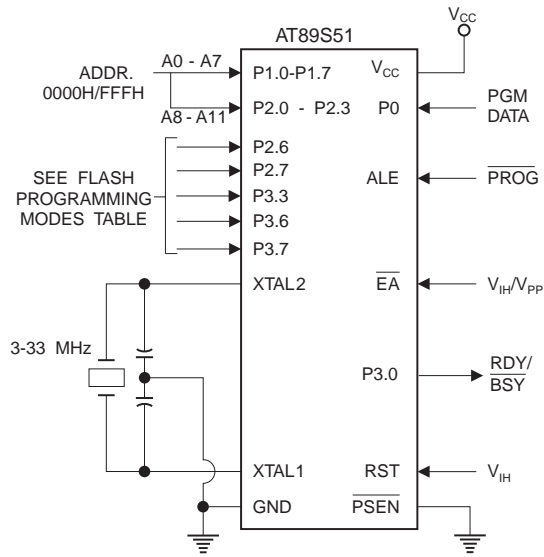 AT89S51
V_CC
ADDR.
0000H/FFFH
A0 - A7
A8 - A11
P1.0-P1.7
V_CC
P2.0 - P2.3
P0
PGM
DATA
P2.6
P2.7
P3.3
P3.6
P3.7
SEE FLASH
PROGRAMMING
MODES TABLE
ALE
PROG
XTAL2
EA
V_IH/V_PP
3-33 MHz
P3.0
RDY/
BSY
XTAL1
RST
V_IH
GND
PSEN